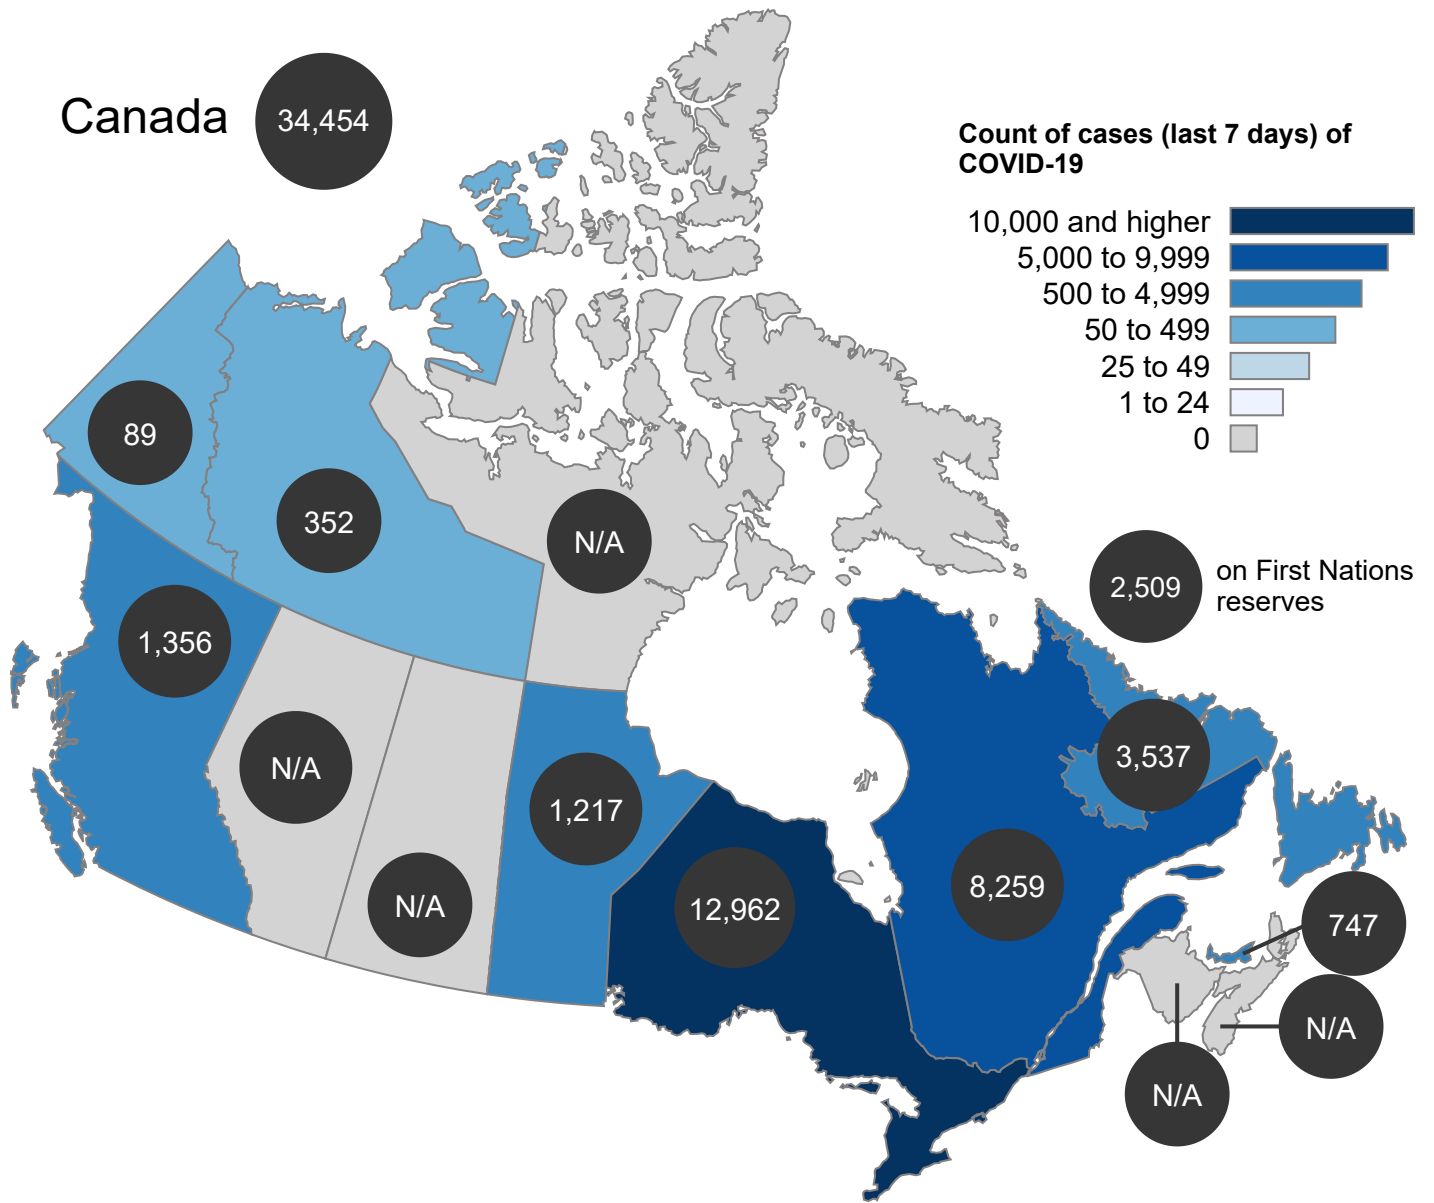 Canada
34,454
Count of cases (last 7 days) of
COVID-19
10,000 and higher
5,000 to 9,999
500 to 4,999
50 to 499
25 to 49
1 to 24
0
89
352
N/A
2,509
on First Nations
reserves
1,356
N/A
1,217
3,537
N/A
12,962
8,259
747
N/A
N/A